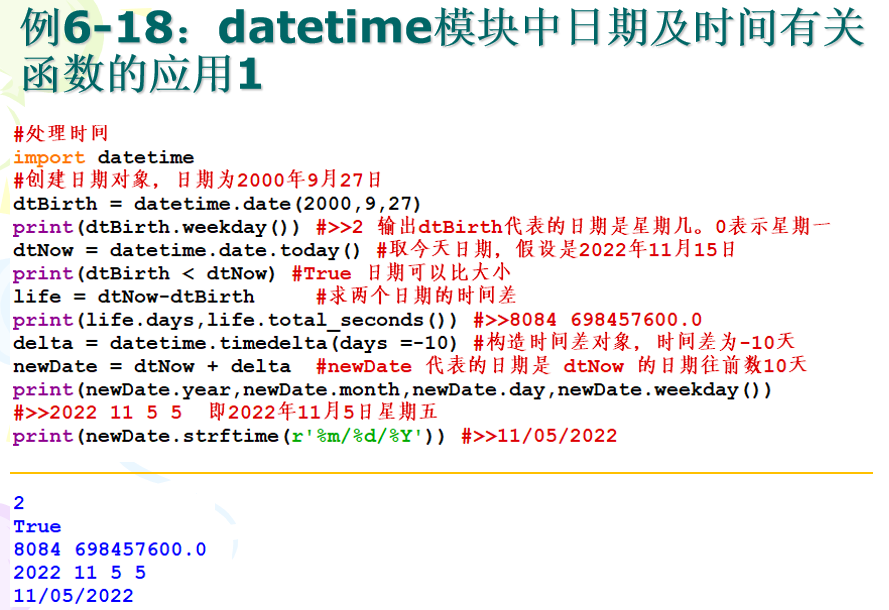 例6-18：datetime模块中日期及时间有关
函数的应用1
#处理时间
import datetime
#创建日期对象，日期为2000年9月27日
dtBirth = datetime.date(2000,9,27)
print(dtBirth.weekday()) #>>2 输出dtBirth代表的日期是星期几。0表示星期一
dtNow = datetime.date.today() #取今天日期，假设是2022年11月15日
print(dtBirth < dtNow) #True 日期可以比大小
life = dtNow-dtBirth     #求两个日期的时间差
print(life.days,life.total_seconds()) #>>8084 698457600.0
delta = datetime.timedelta(days =-10) #构造时间差对象，时间差为-10天
newDate = dtNow + delta  #newDate 代表的日期是 dtNow 的日期往前数10天
print(newDate.year,newDate.month,newDate.day,newDate.weekday())
#>>2022 11 5 5  即2022年11月5日星期五
print(newDate.strftime(r'%m/%d/%Y')) #>>11/05/2022
2
True
8084 698457600.0
2022 11 5 5
11/05/2022